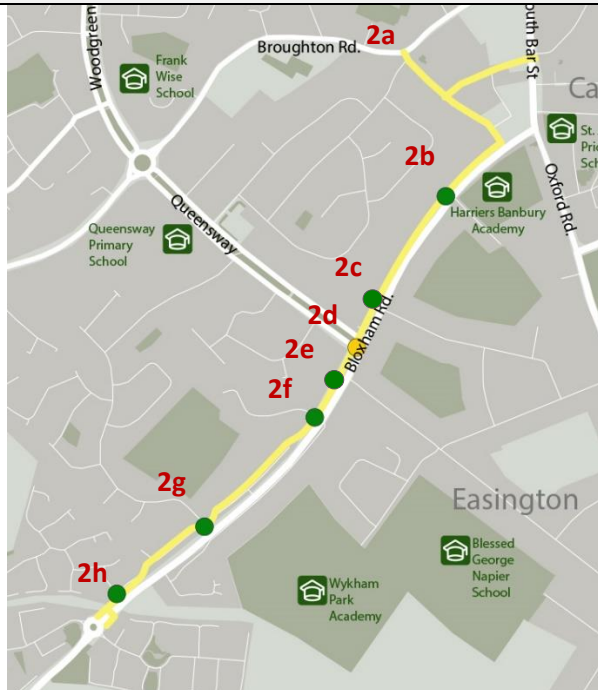 Woodgreen
Broughton Rd.
2a
outh Bar St
Frank
Wise
School
Ca
St.
Pri
Sch
2b
Oxford Rd.
Harriers Banbury
Academy
Queensway
Queensway
Primary
School
2c
2d
Bloxham Rd.
2e
2f
2g
Easington
2h
Wykham
Park
Academy
Blessed
George
Napier
School